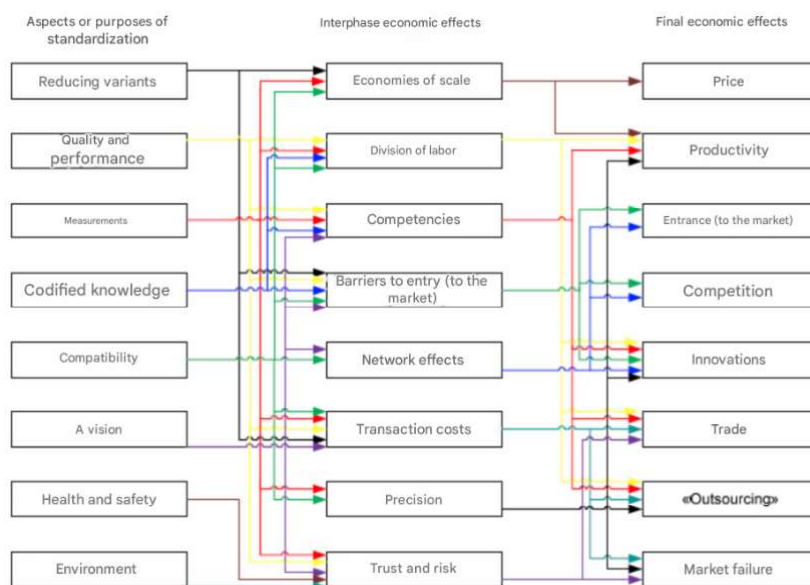 Aspects or purposes of
standardization
Interphase economic effects
Final economic effects
Reducing variants
Economies of scale
Price
Quality and
performance
Division of labor
Productivity
Measurements
Competencies
Entrance (to the market)
Codified knowledge
Barriers to entry (to the
market)
Competition
Compatibility
Network effects
Innovations
A vision
Transaction costs
Trade
Health and safety
Precision
«Outsourcing»
Environment
Trust and risk
Market failure